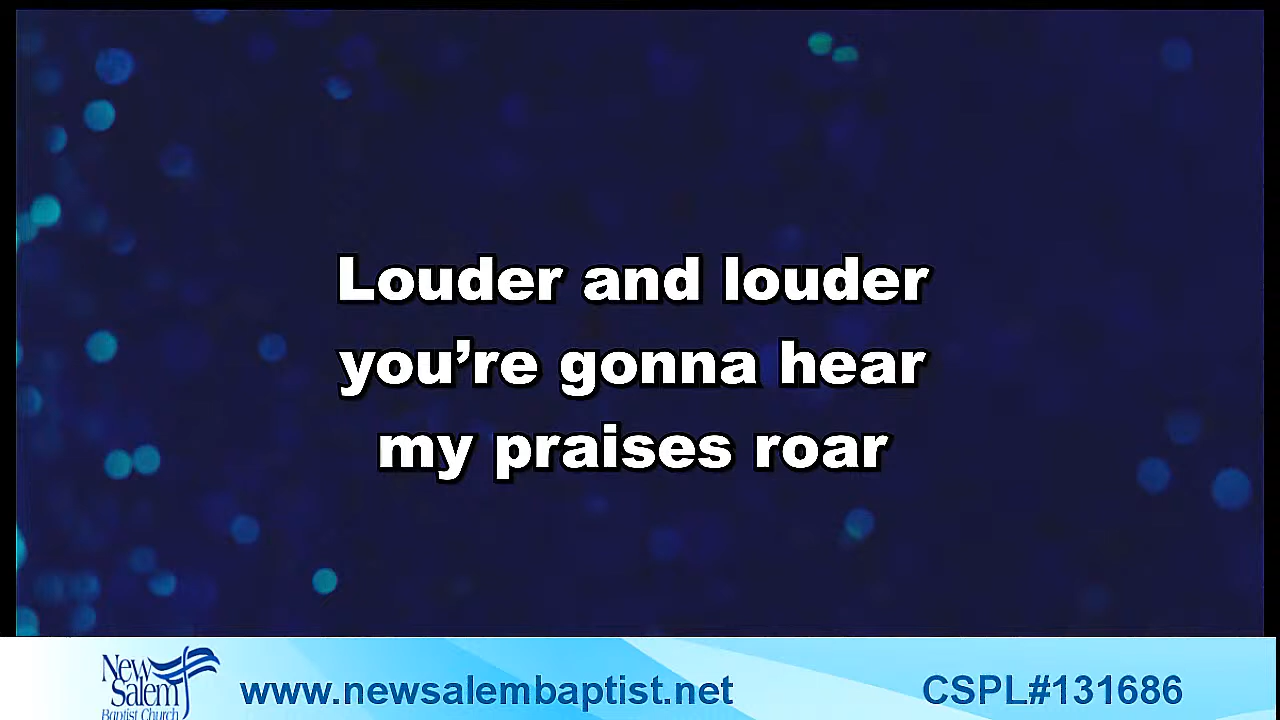 Louder and louder
you’re gonna hear
my praises roar
New
Salem
Baptist Church
www.newsalembaptist.net
CSPL#131686